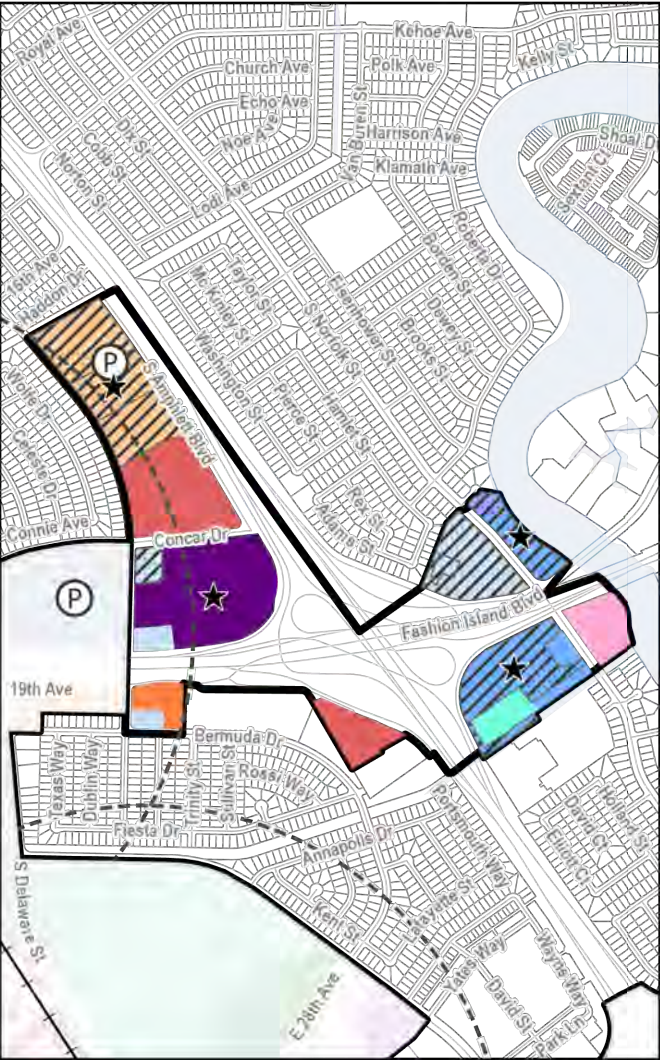 Royal Ave
Kehoe Ave
Kelly St
Church Ave
Polk Ave
Echo Ave
Noe Ave
Van Buren St
Harrison Ave
Klamath Ave
Shoal D
Sextant Ct
Dix St
Cobb St
Norton St
Lodi Ave
Roberta Dr
Borden St
16th Ave
Haddon Dr
Taylor St
McKinley St
Eisenhower St
S Norfolk St
Dewey St
Brooks St
Washington St
P
S Amphlett Blvd
Wolfe Dr
Pierce St
Hamlet St
Celeste Dr
Rex St
Adams St
Connie Ave
Concar Dr
P
Fashion Island Blvd
19th Ave
Bermuda Dr
Texas Way
Dublin Way
Trinity St
Sullivan St
Rossi Way
Fiesta Dr
Annapolis Dr
Portsmouth Way
David Ct
Holland St
Elliott Ct
S Delaware St
Kent St
Lafayette St
Yates Way
Wayne Way
David St
E 28th Ave
Park Ln